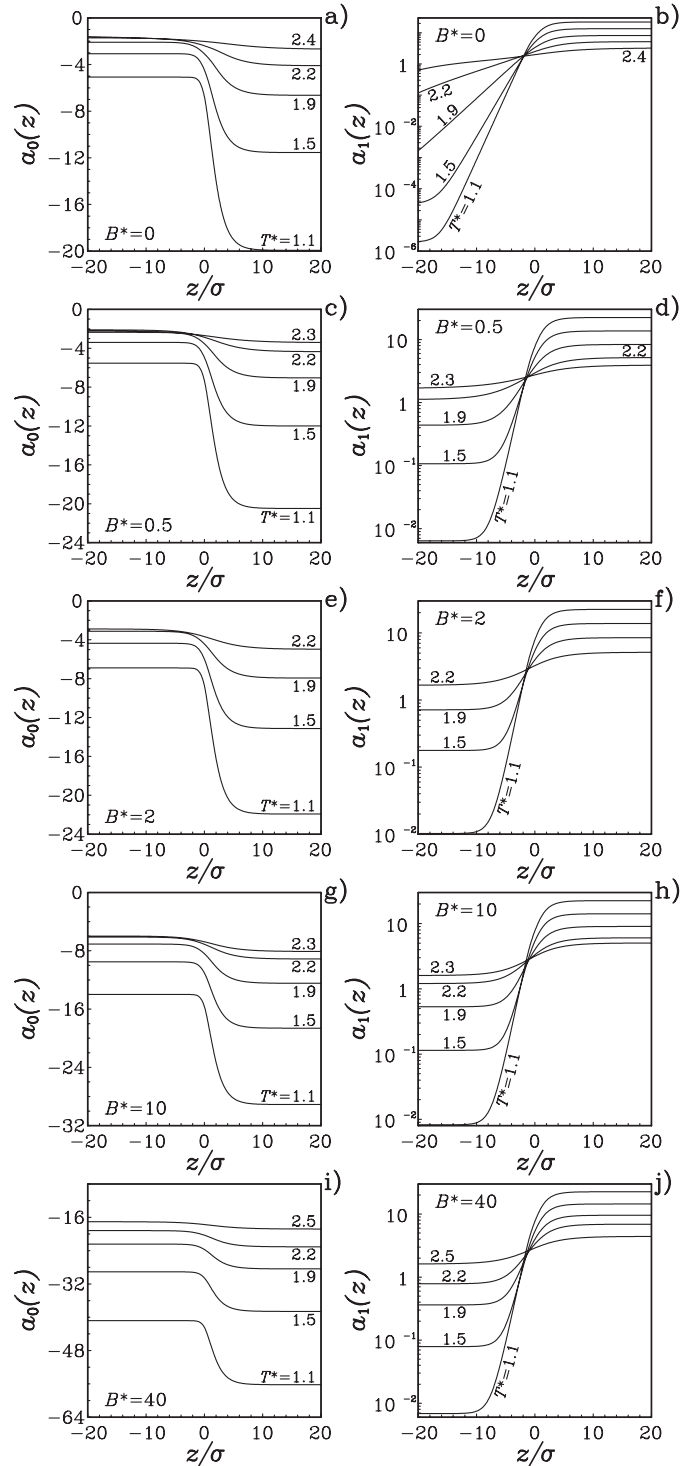 a)
a₀(z)
0
−4
−8
−12
−16
−20
2.4
2.2
1.9
1.5
T*=1.1
B*=0
−20 −10 0 10 20
z/σ
b)
a₁(z)
1
10⁻²
10⁻⁴
10⁻⁶
B*=0
2.4
2.2
1.9
1.5
T*=1.1
−20 −10 0 10 20
z/σ
c)
a₀(z)
0
−4
−8
−12
−16
−20
−24
2.3
2.2
1.9
1.5
T*=1.1
B*=0.5
−20 −10 0 10 20
z/σ
d)
a₁(z)
10
1
10⁻¹
10⁻²
B*=0.5
2.2
2.3
1.9
1.5
T*=1.1
−20 −10 0 10 20
z/σ
e)
a₀(z)
0
−4
−8
−12
−16
−20
−24
2.2
1.9
1.5
T*=1.1
B*=2
−20 −10 0 10 20
z/σ
f)
a₁(z)
10
1
10⁻¹
10⁻²
B*=2
2.2
1.9
1.5
T*=1.1
−20 −10 0 10 20
z/σ
g)
a₀(z)
0
−8
−16
−24
−32
2.3
2.2
1.9
1.5
T*=1.1
B*=10
−20 −10 0 10 20
z/σ
h)
a₁(z)
10
1
10⁻¹
10⁻²
B*=10
2.3
2.2
1.9
1.5
T*=1.1
−20 −10 0 10 20
z/σ
i)
a₀(z)
−16
−32
−48
−64
2.5
2.2
1.9
1.5
T*=1.1
B*=40
−20 −10 0 10 20
z/σ
j)
a₁(z)
10
1
10⁻¹
10⁻²
B*=40
2.5
2.2
1.9
1.5
T*=1.1
−20 −10 0 10 20
z/σ